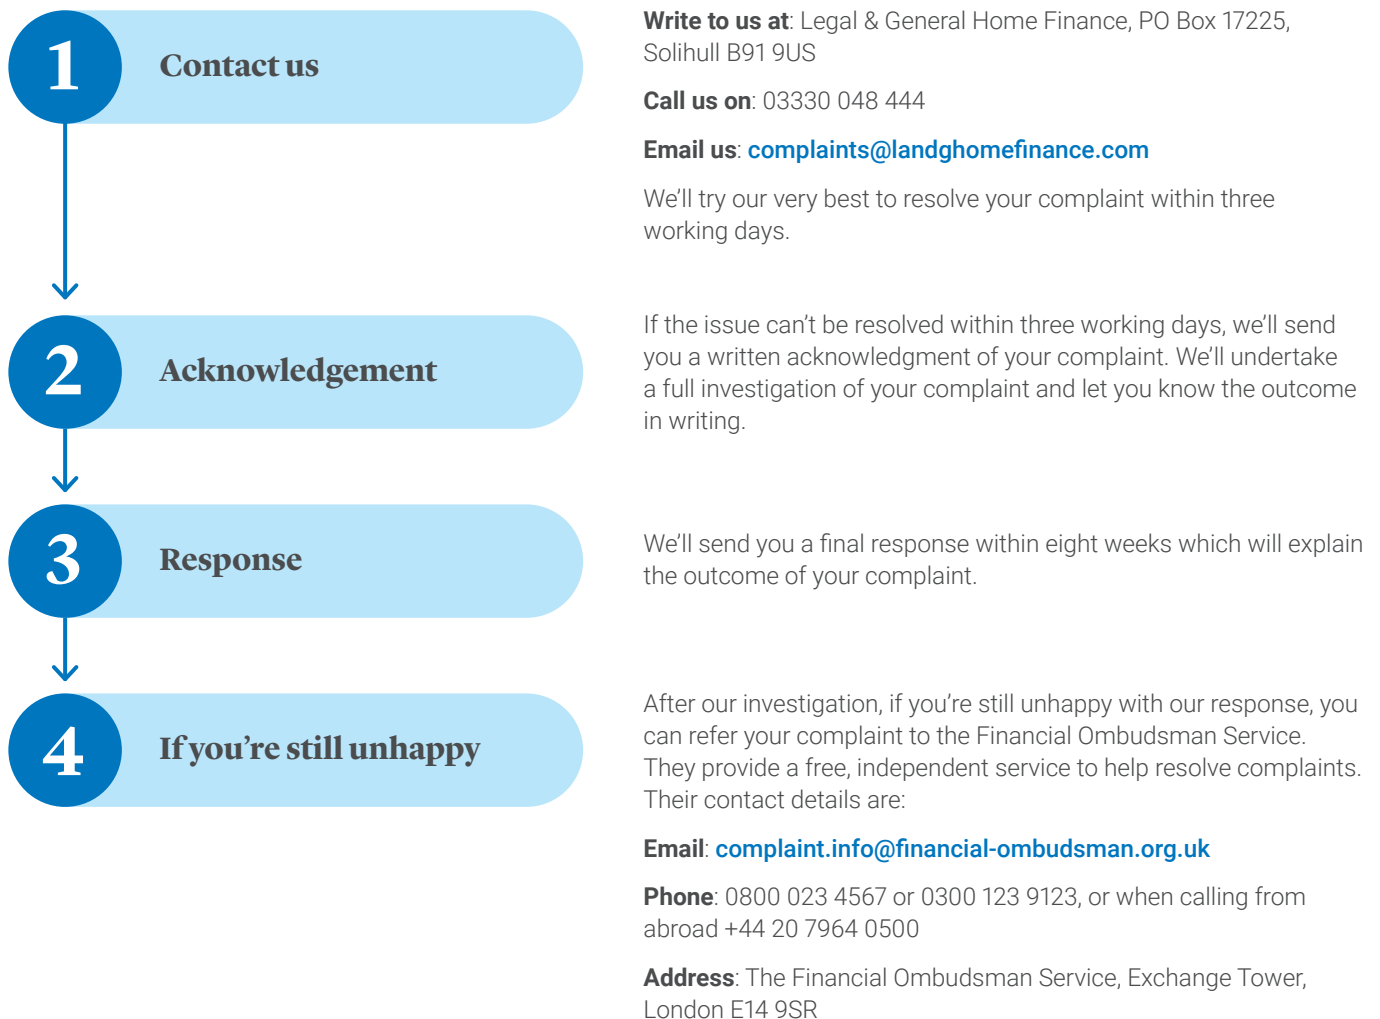 1
Contact us
Write to us at: Legal & General Home Finance, PO Box 17225,
Solihull B91 9US
Call us on: 03330 048 444
Email us: complaints@landghomefinance.com
We’ll try our very best to resolve your complaint within three
working days.
2
Acknowledgement
If the issue can’t be resolved within three working days, we’ll send
you a written acknowledgment of your complaint. We’ll undertake
a full investigation of your complaint and let you know the outcome
in writing.
3
Response
We’ll send you a final response within eight weeks which will explain
the outcome of your complaint.
4
If you’re still unhappy
After our investigation, if you’re still unhappy with our response, you
can refer your complaint to the Financial Ombudsman Service.
They provide a free, independent service to help resolve complaints.
Their contact details are:
Email: complaint.info@financial-ombudsman.org.uk
Phone: 0800 023 4567 or 0300 123 9123, or when calling from
abroad +44 20 7964 0500
Address: The Financial Ombudsman Service, Exchange Tower,
London E14 9SR